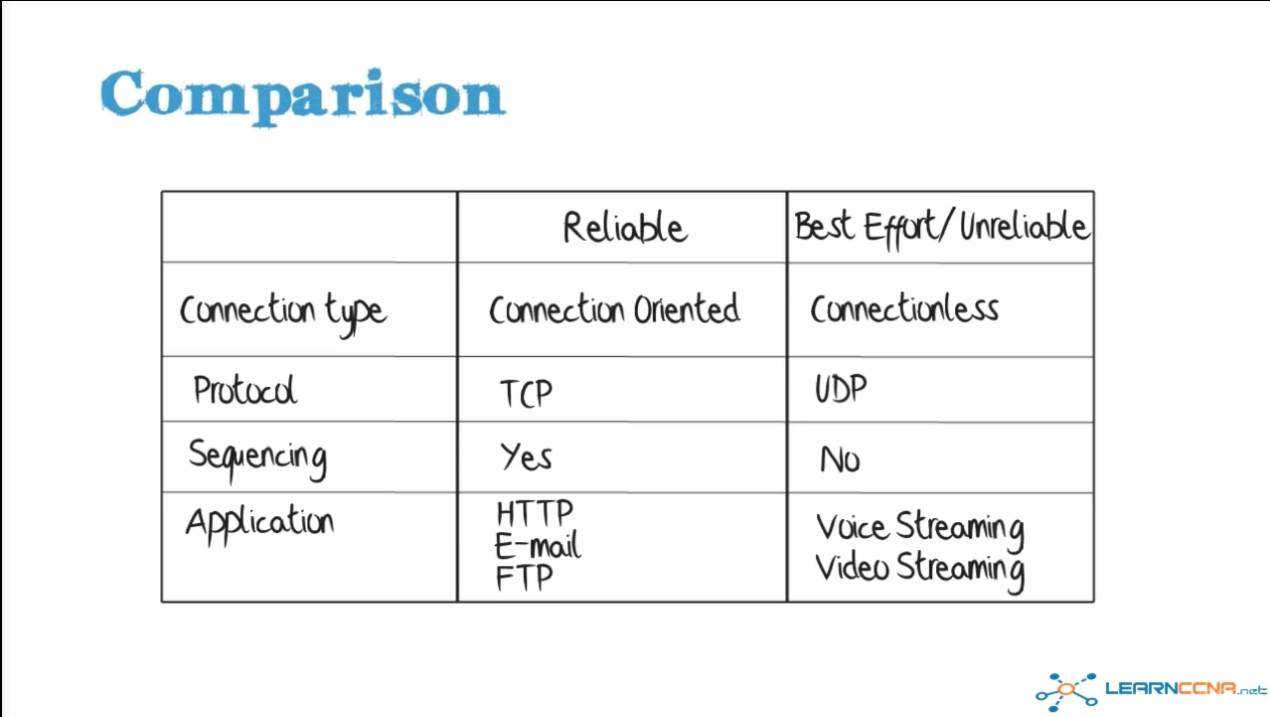 Comparison
Reliable
Best Effort/Unreliable
Connection type
Connection Oriented
Connectionless
Protocol
TCP
UDP
Sequencing
Yes
No
Application
HTTP
E-mail
FTP
Voice Streaming
Video Streaming
LEARNCCNA.net